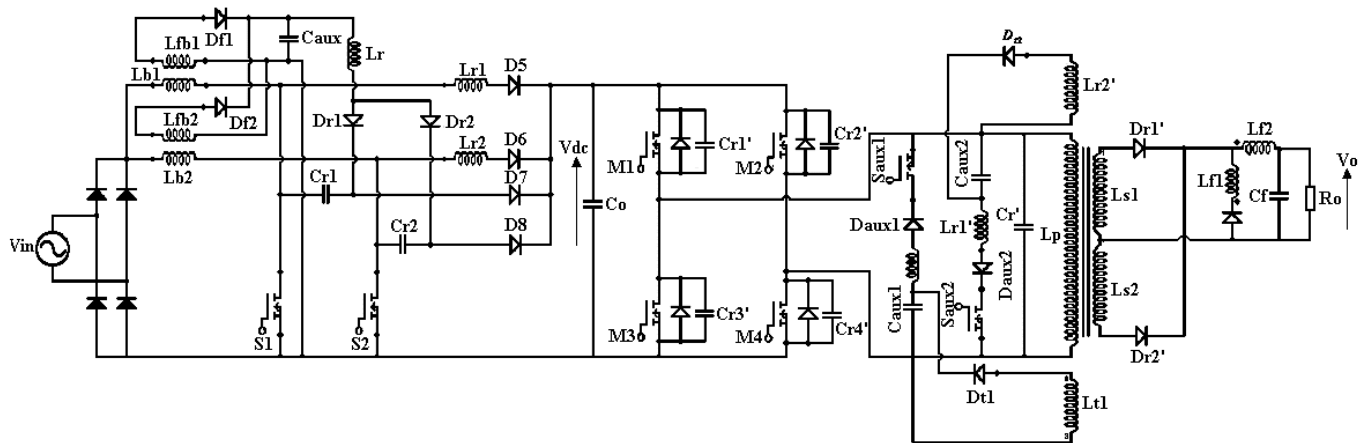 Df1
Caux
Lr
Lfb1
Lb1
Lr1
D5
Lfb2
Df2
Dr1
Dr2
Lr2
D6
Lb2
D7
Cr1
Cr2
D8
Vin
S1
S2
Vdc
Co
M1
Cr1'
M2
Cr2'
M3
Cr3'
M4
Cr4'
Saux1
Daux1
Caux1
Caux2
Lr1'
Daux2
Saux2
Cr'
Lp
Lr2'
Dt1
Lt1
Ls1
Ls2
Dr1'
Dr2'
Lf2
Lf1
Cf
Ro
Vo